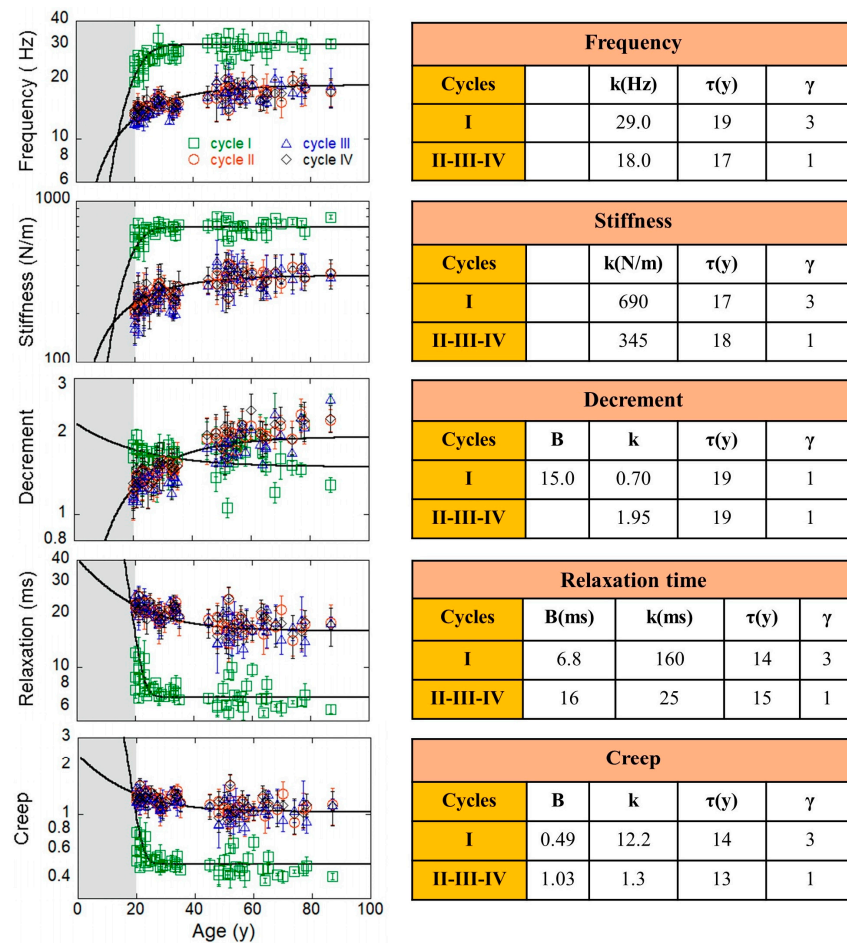 Frequency ( Hz)
40
30
20
10
8
6
cycle I
cycle II
cycle III
cycle IV
Frequency
Cycles k(Hz) τ(y) γ
I 29.0 19 3
II-III-IV 18.0 17 1
Stiffness (N/m)
1000
100
Stiffness
Cycles k(N/m) τ(y) γ
I 690 17 3
II-III-IV 345 18 1
Decrement
3
2
1
0.8
Decrement
Cycles B k τ(y) γ
I 15.0 0.70 19 1
II-III-IV 1.95 19 1
Relaxation (ms)
40
30
20
10
8
6
Relaxation time
Cycles B(ms) k(ms) τ(y) γ
I 6.8 160 14 3
II-III-IV 16 25 15 1
Creep
3
2
1
0.8
0.6
0.4
0 20 40 60 80 100
Age (y)
Creep
Cycles B k τ(y) γ
I 0.49 12.2 14 3
II-III-IV 1.03 1.3 13 1